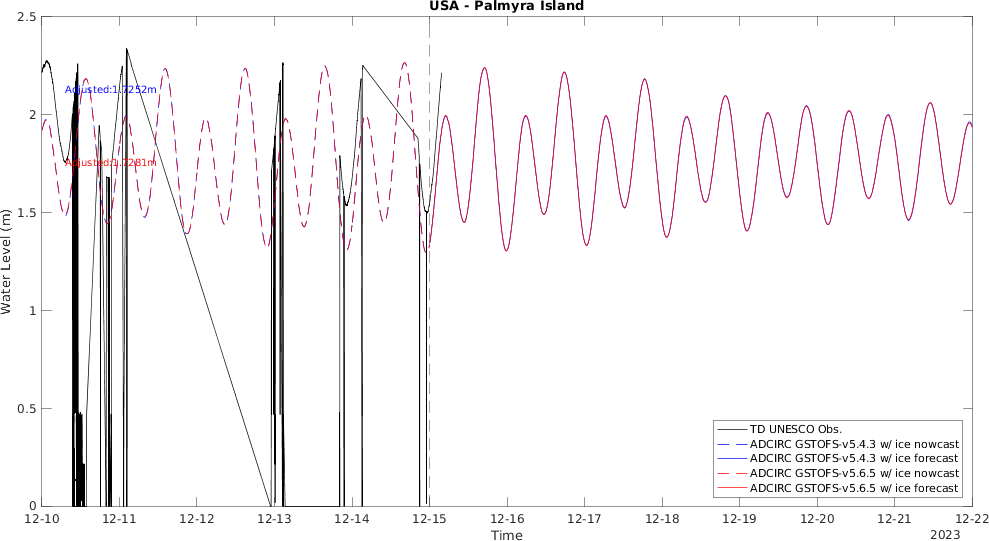 USA - Palmyra Island
2.5
2
1.5
1
0.5
0
Water Level (m)
Adjusted:1.7252m
Adjusted:1.7281m
TD UNESCO Obs.
ADCIRC GSTOFS-v5.4.3 w/ ice nowcast
ADCIRC GSTOFS-v5.4.3 w/ ice forecast
ADCIRC GSTOFS-v5.6.5 w/ ice nowcast
ADCIRC GSTOFS-v5.6.5 w/ ice forecast
12-10 12-11 12-12 12-13 12-14 12-15 12-16 12-17 12-18 12-19 12-20 12-21 12-22
Time
2023